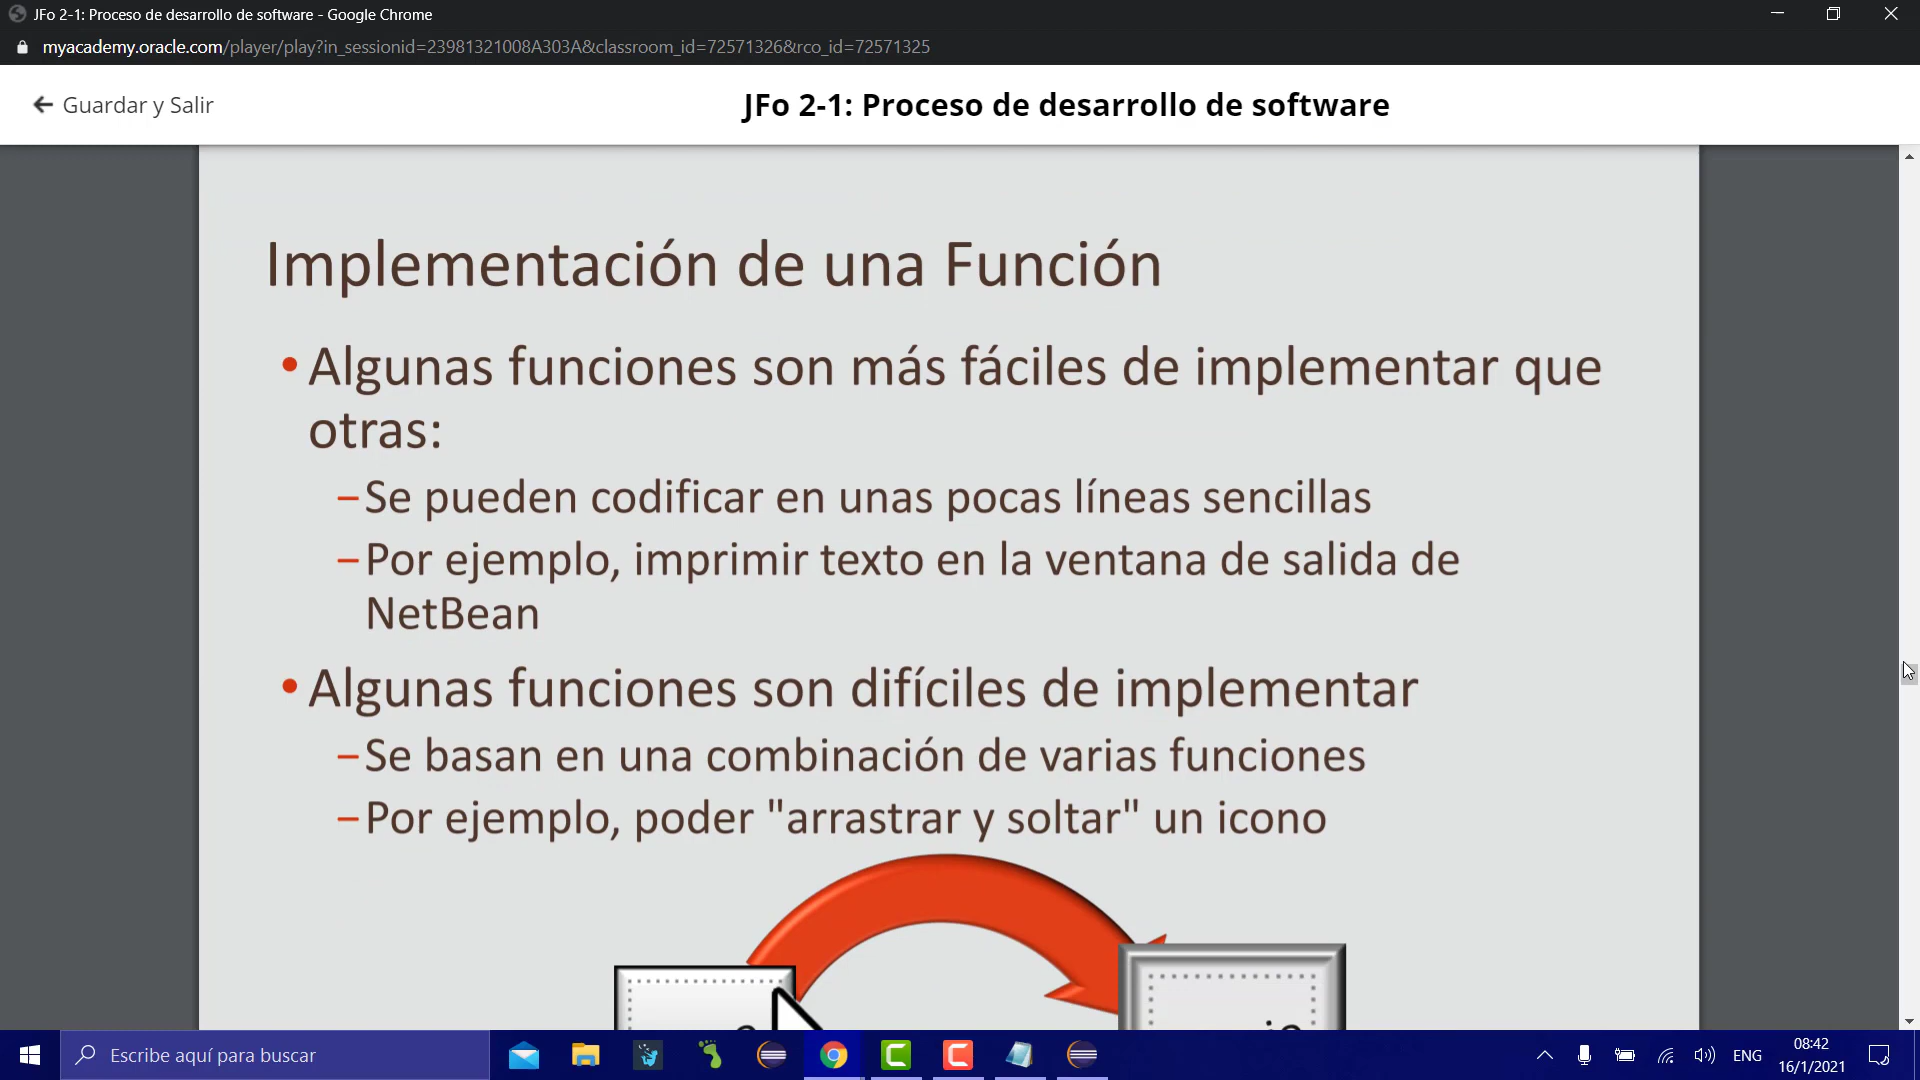 JFo 2-1: Proceso de desarrollo de software - Google Chrome
myacademy.oracle.com/player/play?in_sessionid=23981321008A303A&classroom_id=72571326&rco_id=72571325
Guardar y Salir
JFo 2-1: Proceso de desarrollo de software
Implementación de una Función
• Algunas funciones son más fáciles de implementar que
otras:
– Se pueden codificar en unas pocas líneas sencillas
– Por ejemplo, imprimir texto en la ventana de salida de
NetBean
• Algunas funciones son difíciles de implementar
– Se basan en una combinación de varias funciones
– Por ejemplo, poder "arrastrar y soltar" un icono
Escribe aquí para buscar
ENG
08:42
16/1/2021